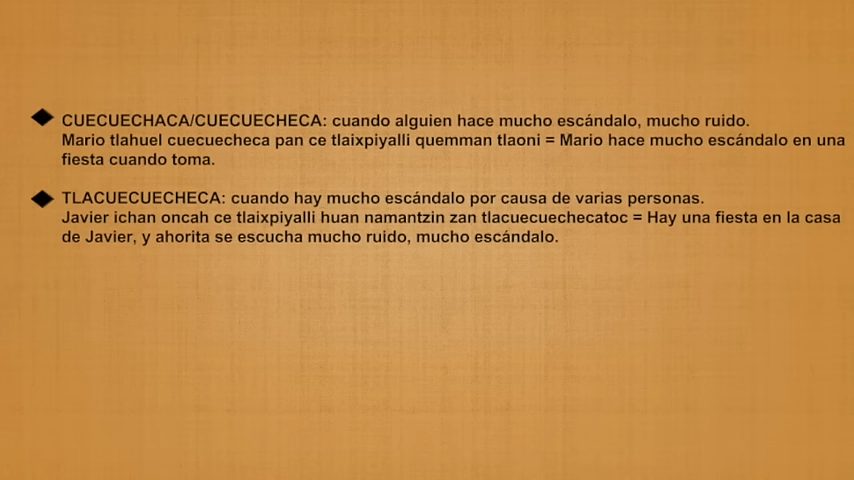 CUECUECHACA/CUECUECHECA: cuando alguien hace mucho escándalo, mucho ruido.
Mario tlahuel cuecuecheca pan ce tlaixpiyalli quemman tlaoni = Mario hace mucho escándalo en una
fiesta cuando toma.
TLACUECUECHECA: cuando hay mucho escándalo por causa de varias personas.
Javier ichan oncah ce tlaixpiyalli huan namantzin zan tlacuecuechecatoc = Hay una fiesta en la casa
de Javier, y ahorita se escucha mucho ruido, mucho escándalo.